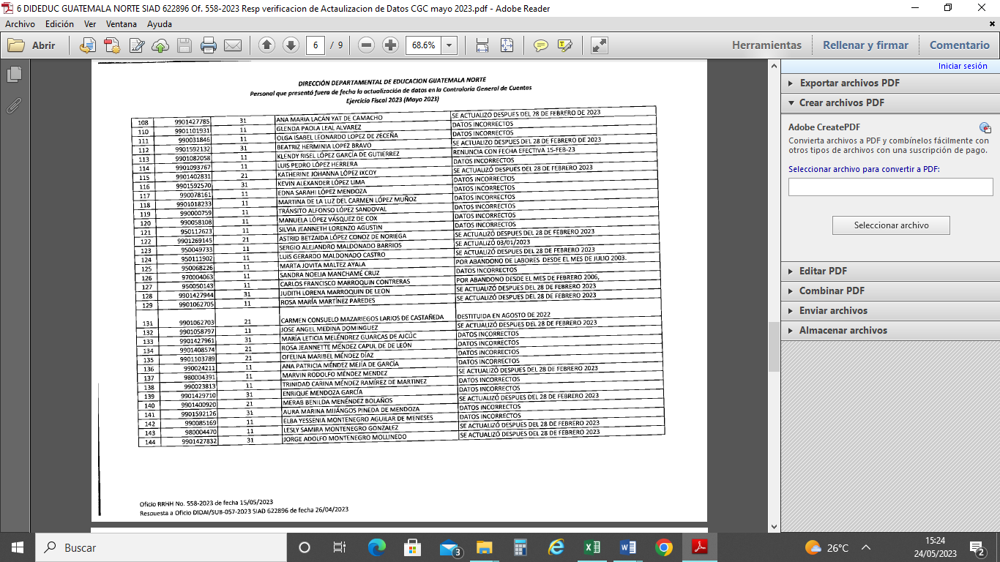 6 DIDEDUC GUATEMALA NORTE SIAD 622896 Of. 558-2023 Resp verificacion de Actaulizacion de Datos CGC mayo 2023.pdf - Adobe Reader
Archivo Edición Ver Ventana Ayuda
Abrir 6 / 9 68.6% Herramientas Rellenar y firmar Comentario
DIRECCIÓN DEPARTAMENTAL DE EDUCACION GUATEMALA NORTE
Personal que presentó fuera de fecha la actualización de datos en la Contraloría General de Cuentas
Ejercicio Fiscal 2023 (Mayo 2023)
108 9901427785 31 ANA MARIA LACÁN YAT DE CAMACHO SE ACTUALIZO DESPUES DEL 28 DE FEBRERO DE 2023
110 9901101931 11 GLENDA PAOLA LEAL ALVAREZ DATOS INCORRECTOS
111 990031846 11 OLGA ISABEL LEONARDO LOPEZ DE ZECEÑA DATOS INCORRECTOS
112 9901592132 31 BEATRIZ HERMINIA LOPEZ BRAVO SE ACTUALIZO DESPUES DEL 28 DE FEBRERO DE 2023
113 9901082058 11 KLENDY RISEL LÓPEZ GARCÍA DE GUTIERREZ RENUNCIA CON FECHA EFECTIVA 15-FEB-23
114 9901093767 11 LUIS PEDRO LÓPEZ HERRERA DATOS INCORRECTOS
115 9901402831 21 KATHERINE JOHANNA LÓPEZ IXCOY SE ACTUALIZÓ DESPUES DEL 28 DE FEBRERO 2023
116 9901592570 31 KEVIN ALEXANDER LÓPEZ LIMA DATOS INCORRECTOS
117 990078161 11 EDNA SARAHI LÓPEZ MENDOZA DATOS INCORRECTOS
118 9901018233 11 MARTINA DE LA LUZ DEL CARMEN LÓPEZ MUÑOZ DATOS INCORRECTOS
119 990000759 11 TRÁNSITO ALFONSO LÓPEZ SANDOVAL DATOS INCORRECTOS
120 990058108 11 MANUELA LÓPEZ VÁSQUEZ DE COX DATOS INCORRECTOS
121 950112623 11 SILVIA JEANNETH LORENZO AGUSTIN DATOS INCORRECTOS
122 9901269145 21 ASTRID BETZAIDA LÓPEZ CONOZ DE NORIEGA SE ACTUALIZÓ DESPUES DEL 28 DE FEBRERO 2023
123 950049733 11 SERGIO ALEJANDRO MALDONADO BARRIOS SE ACTUALIZÓ 03/01/2023
124 950111902 11 LUIS GERARDO MALDONADO CASTRO SE ACTUALIZÓ DESPUES DEL 28 DE FEBRERO 2023
125 950068226 11 MARTA JOVITA MALTEZ AYALA POR ABANDONO DE LABORES DESDE EL MES DE JULIO 2003.
126 970004063 11 SANDRA NOELIA MANCHAMÉ CRUZ DATOS INCORRECTOS
127 950050143 11 CARLOS FRANCISCO MARROQUIN CONTRERAS POR ABANDONO DESDE EL MES DE FEBRERO 2006,
128 9901427944 31 JUDITH LORENA MARROQUIN DE LEON SE ACTUALIZÓ DESPUES DEL 28 DE FEBRERO 2023
129 9901062705 11 ROSA MARÍA MARTÍNEZ PAREDES SE ACTUALIZÓ DESPUES DEL 28 DE FEBRERO 2023
131 9901062703 21 CARMEN CONSUELO MAZARIEGOS LARIOS DE CASTAÑEDA DESTITUIDA EN AGOSTO DE 2022
132 9901058797 11 JOSE ANGEL MEDINA DOMINGUEZ SE ACTUALIZÓ DESPUES DEL 28 DE FEBRERO 2023
133 9901427961 31 MARÍA LETICIA MELÉNDREZ GUARCAS DE AJCÚC DATOS INCORRECTOS
134 9901408574 21 ROSA JEANNETTE MÉNDEZ CAPUL DE DE LEÓN DATOS INCORRECTOS
135 9901103789 21 OFELINA MARIBEL MÉNDEZ DÍAZ DATOS INCORRECTOS
136 990024211 11 ANA PATRICIA MÉNDEZ MEJÍA DE GARCÍA DATOS INCORRECTOS
137 980004391 11 MARVIN RODOLFO MÉNDEZ MENDEZ SE ACTUALIZÓ DESPUES DEL 28 DE FEBRERO 2023
138 990023813 11 TRINIDAD CARINA MÉNDEZ RAMÍREZ DE MARTINEZ DATOS INCORRECTOS
139 9901429710 31 ENRIQUE MENDOZA GARCÍA DATOS INCORRECTOS
140 9901400920 21 MERAB BENILDA MENÉNDEZ BOLAÑOS SE ACTUALIZÓ DESPUES DEL 28 DE FEBRERO 2023
141 9901592126 31 AURA MARINA MIJÁNGOS PINEDA DE MENDOZA DATOS INCORRECTOS
142 990085169 11 ELBA YESSENIA MONTENEGRO AGUILAR DE MENESES DATOS INCORRECTOS
143 980004470 11 LESLY SAMIRA MONTENEGRO GONZALEZ SE ACTUALIZÓ DESPUES DEL 28 DE FEBRERO 2023
144 9901427832 31 JORGE ADOLFO MONTENEGRO MOLLINEDO SE ACTUALIZÓ DESPUES DEL 28 DE FEBRERO 2023
Oficio RRHH No. 558-2023 de fecha 15/05/2023
Respuesta a Oficio DIDAI/SUB-057-2023 SIAD 622896 de fecha 26/04/2023
Iniciar sesión
Exportar archivos PDF
Crear archivos PDF
Adobe CreatePDF
Convierta archivos a PDF y combínelos fácilmente con
otros tipos de archivos con una suscripción de pago.
Seleccionar archivo para convertir a PDF:
Seleccionar archivo
Editar PDF
Combinar PDF
Enviar archivos
Almacenar archivos
Buscar
3
26°C
15:24
24/05/2023
2